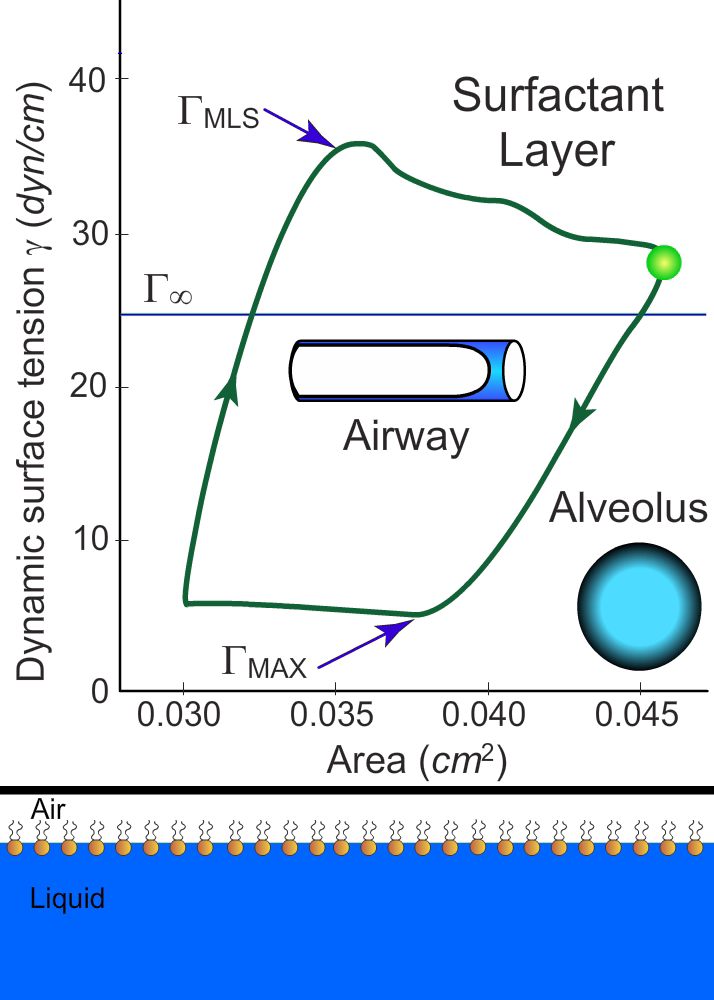 Dynamic surface tension γ (dyn/cm)
40
30
20
10
0
ΓMLS
Surfactant
Layer
Γ∞
Airway
Alveolus
ΓMAX
0.030 0.035 0.040 0.045
Area (cm²)
Air
Liquid